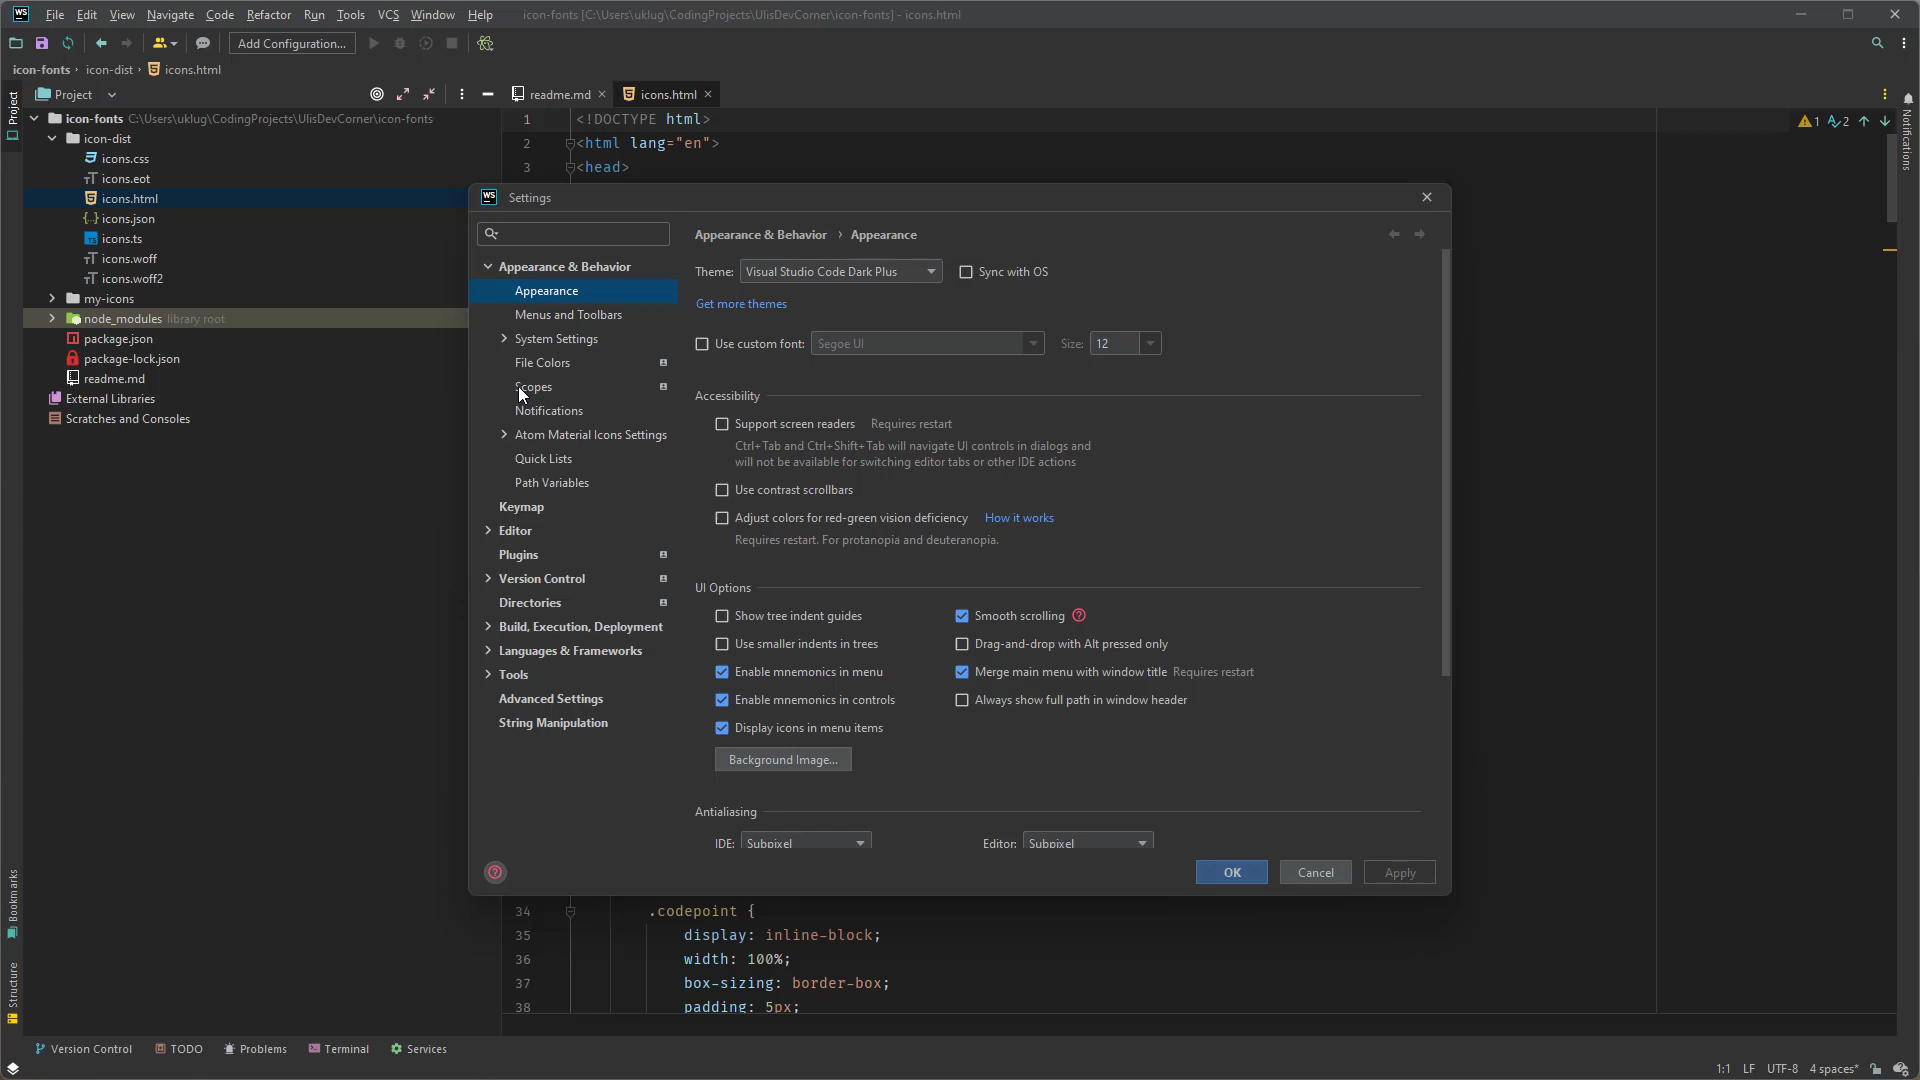 WS File Edit View Navigate Code Refactor Run Tools VCS Window Help icon-fonts [C:\Users\uklug\CodingProjects\UlisDevCorner\icon-fonts] - icons.html
Add Configuration...
icon-fonts › icon-dist › icons.html
Project
Project
readme.md
icons.html
Notifications
icon-fonts C:\Users\uklug\CodingProjects\UlisDevCorner\icon-fonts
icon-dist
icons.css
icons.eot
icons.html
icons.json
icons.ts
icons.woff
icons.woff2
my-icons
node_modules library root
package.json
package-lock.json
readme.md
External Libraries
Scratches and Consoles
1 <!DOCTYPE html>
2 <html lang="en">
3 <head>
1 2
WS Settings
Appearance & Behavior
Appearance
Menus and Toolbars
System Settings
File Colors
Scopes
Notifications
Atom Material Icons Settings
Quick Lists
Path Variables
Keymap
Editor
Plugins
Version Control
Directories
Build, Execution, Deployment
Languages & Frameworks
Tools
Advanced Settings
String Manipulation
Appearance & Behavior › Appearance
Theme: Visual Studio Code Dark Plus Sync with OS
Get more themes
Use custom font: Segoe UI Size: 12
Accessibility
Support screen readers Requires restart
Ctrl+Tab and Ctrl+Shift+Tab will navigate UI controls in dialogs and
will not be available for switching editor tabs or other IDE actions
Use contrast scrollbars
Adjust colors for red-green vision deficiency How it works
Requires restart. For protanopia and deuteranopia.
UI Options
Show tree indent guides Smooth scrolling
Use smaller indents in trees Drag-and-drop with Alt pressed only
Enable mnemonics in menu Merge main menu with window title Requires restart
Enable mnemonics in controls Always show full path in window header
Display icons in menu items
Background Image...
Antialiasing
IDE: Subpixel Editor: Subpixel
OK Cancel Apply
34 .codepoint {
35 display: inline-block;
36 width: 100%;
37 box-sizing: border-box;
38 padding: 5px;
Bookmarks
Structure
Version Control TODO Problems Terminal Services
1:1 LF UTF-8 4 spaces*